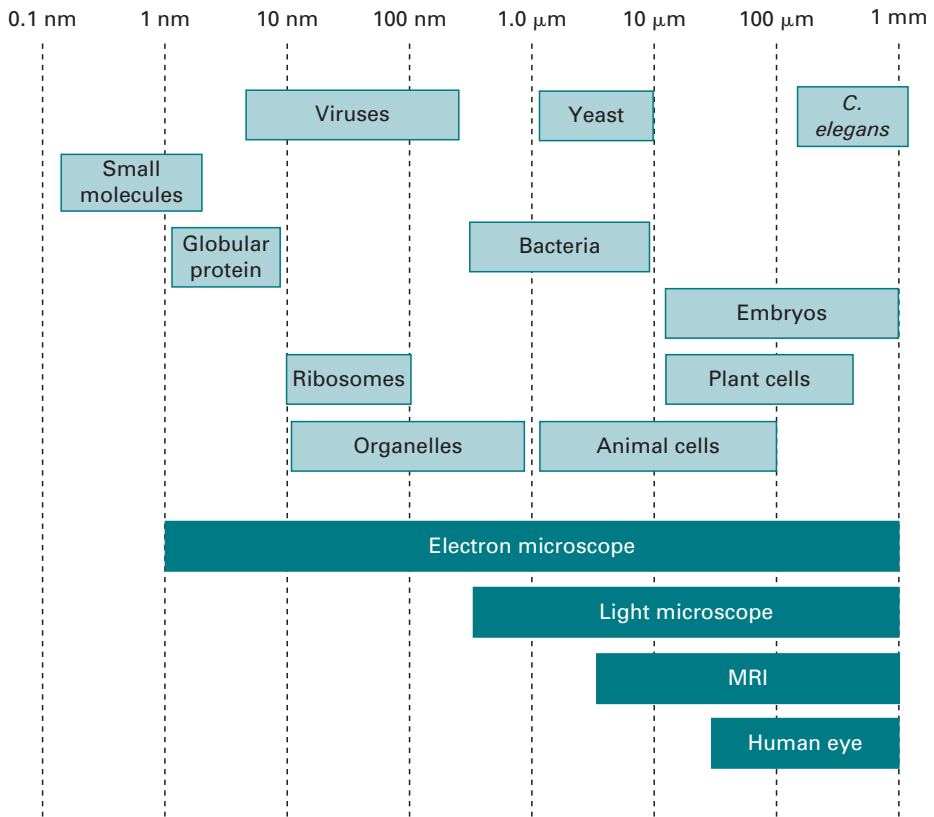 0.1 nm 1 nm 10 nm 100 nm 1.0 μm 10 μm 100 μm 1 mm
Viruses Yeast C.
elegans
Small
molecules
Globular
protein
Bacteria
Embryos
Ribosomes Plant cells
Organelles Animal cells
Electron microscope
Light microscope
MRI
Human eye